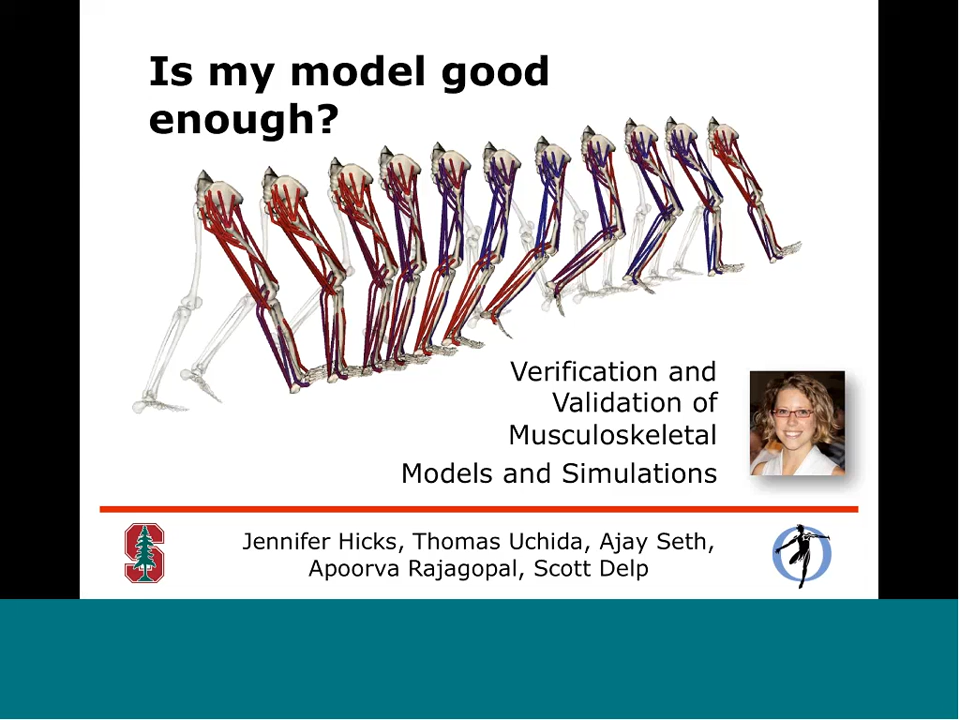 Is my model good
enough?
Verification and
Validation of
Musculoskeletal
Models and Simulations
Jennifer Hicks, Thomas Uchida, Ajay Seth,
Apoorva Rajagopal, Scott Delp